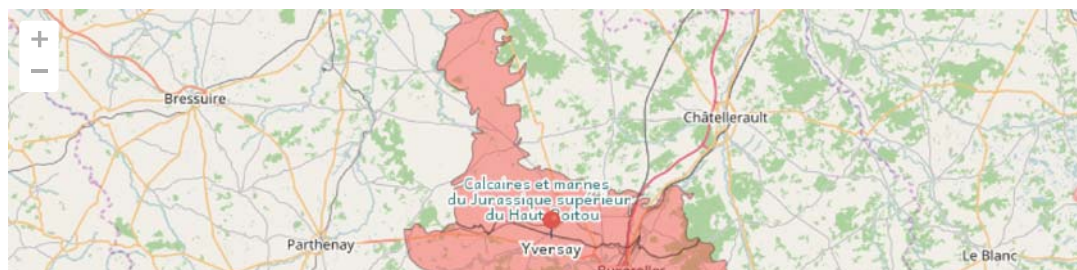 +
−
Bressuire
Châtellerault
Calcaires et marnes
du Jurassique supérieur
du Haut-Poitou
Yversay
Parthenay
Le Blanc